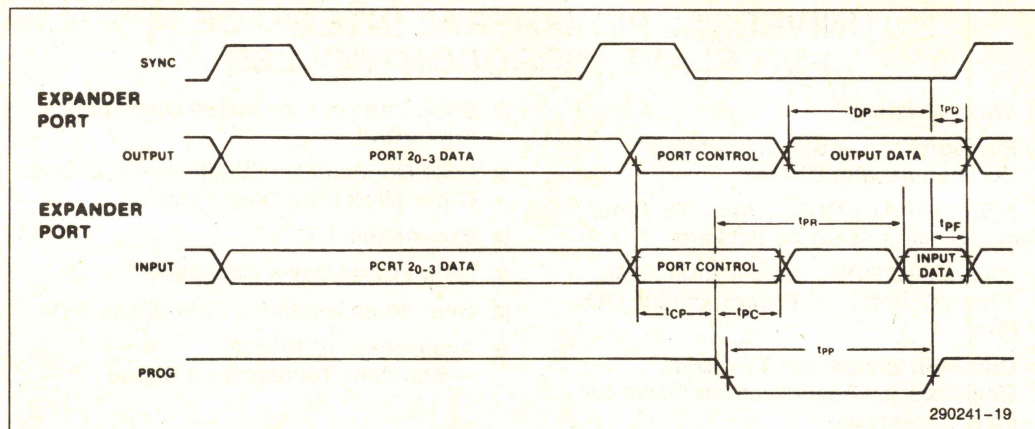 SYNC
EXPANDER
PORT
tDP
tPD
OUTPUT
PORT 20-3 DATA
PORT CONTROL
OUTPUT DATA
EXPANDER
PORT
tPR
tPF
INPUT
PCRT 20-3 DATA
PORT CONTROL
INPUT
DATA
tCP
tPC
tPP
PROG
290241-19